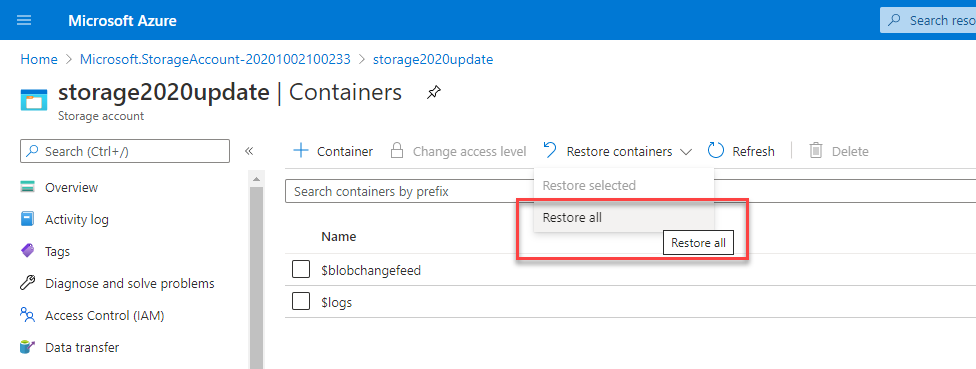 Microsoft Azure
Search reso
Home > Microsoft.StorageAccount-20201002100233 > storage2020update
storage2020update | Containers
Storage account
Search (Ctrl+/)
«
+ Container
Change access level
Restore containers
Refresh
Delete
Overview
Activity log
Tags
Diagnose and solve problems
Access Control (IAM)
Data transfer
Search containers by prefix
Restore selected
Restore all
Restore all
Name
$blobchangefeed
$logs